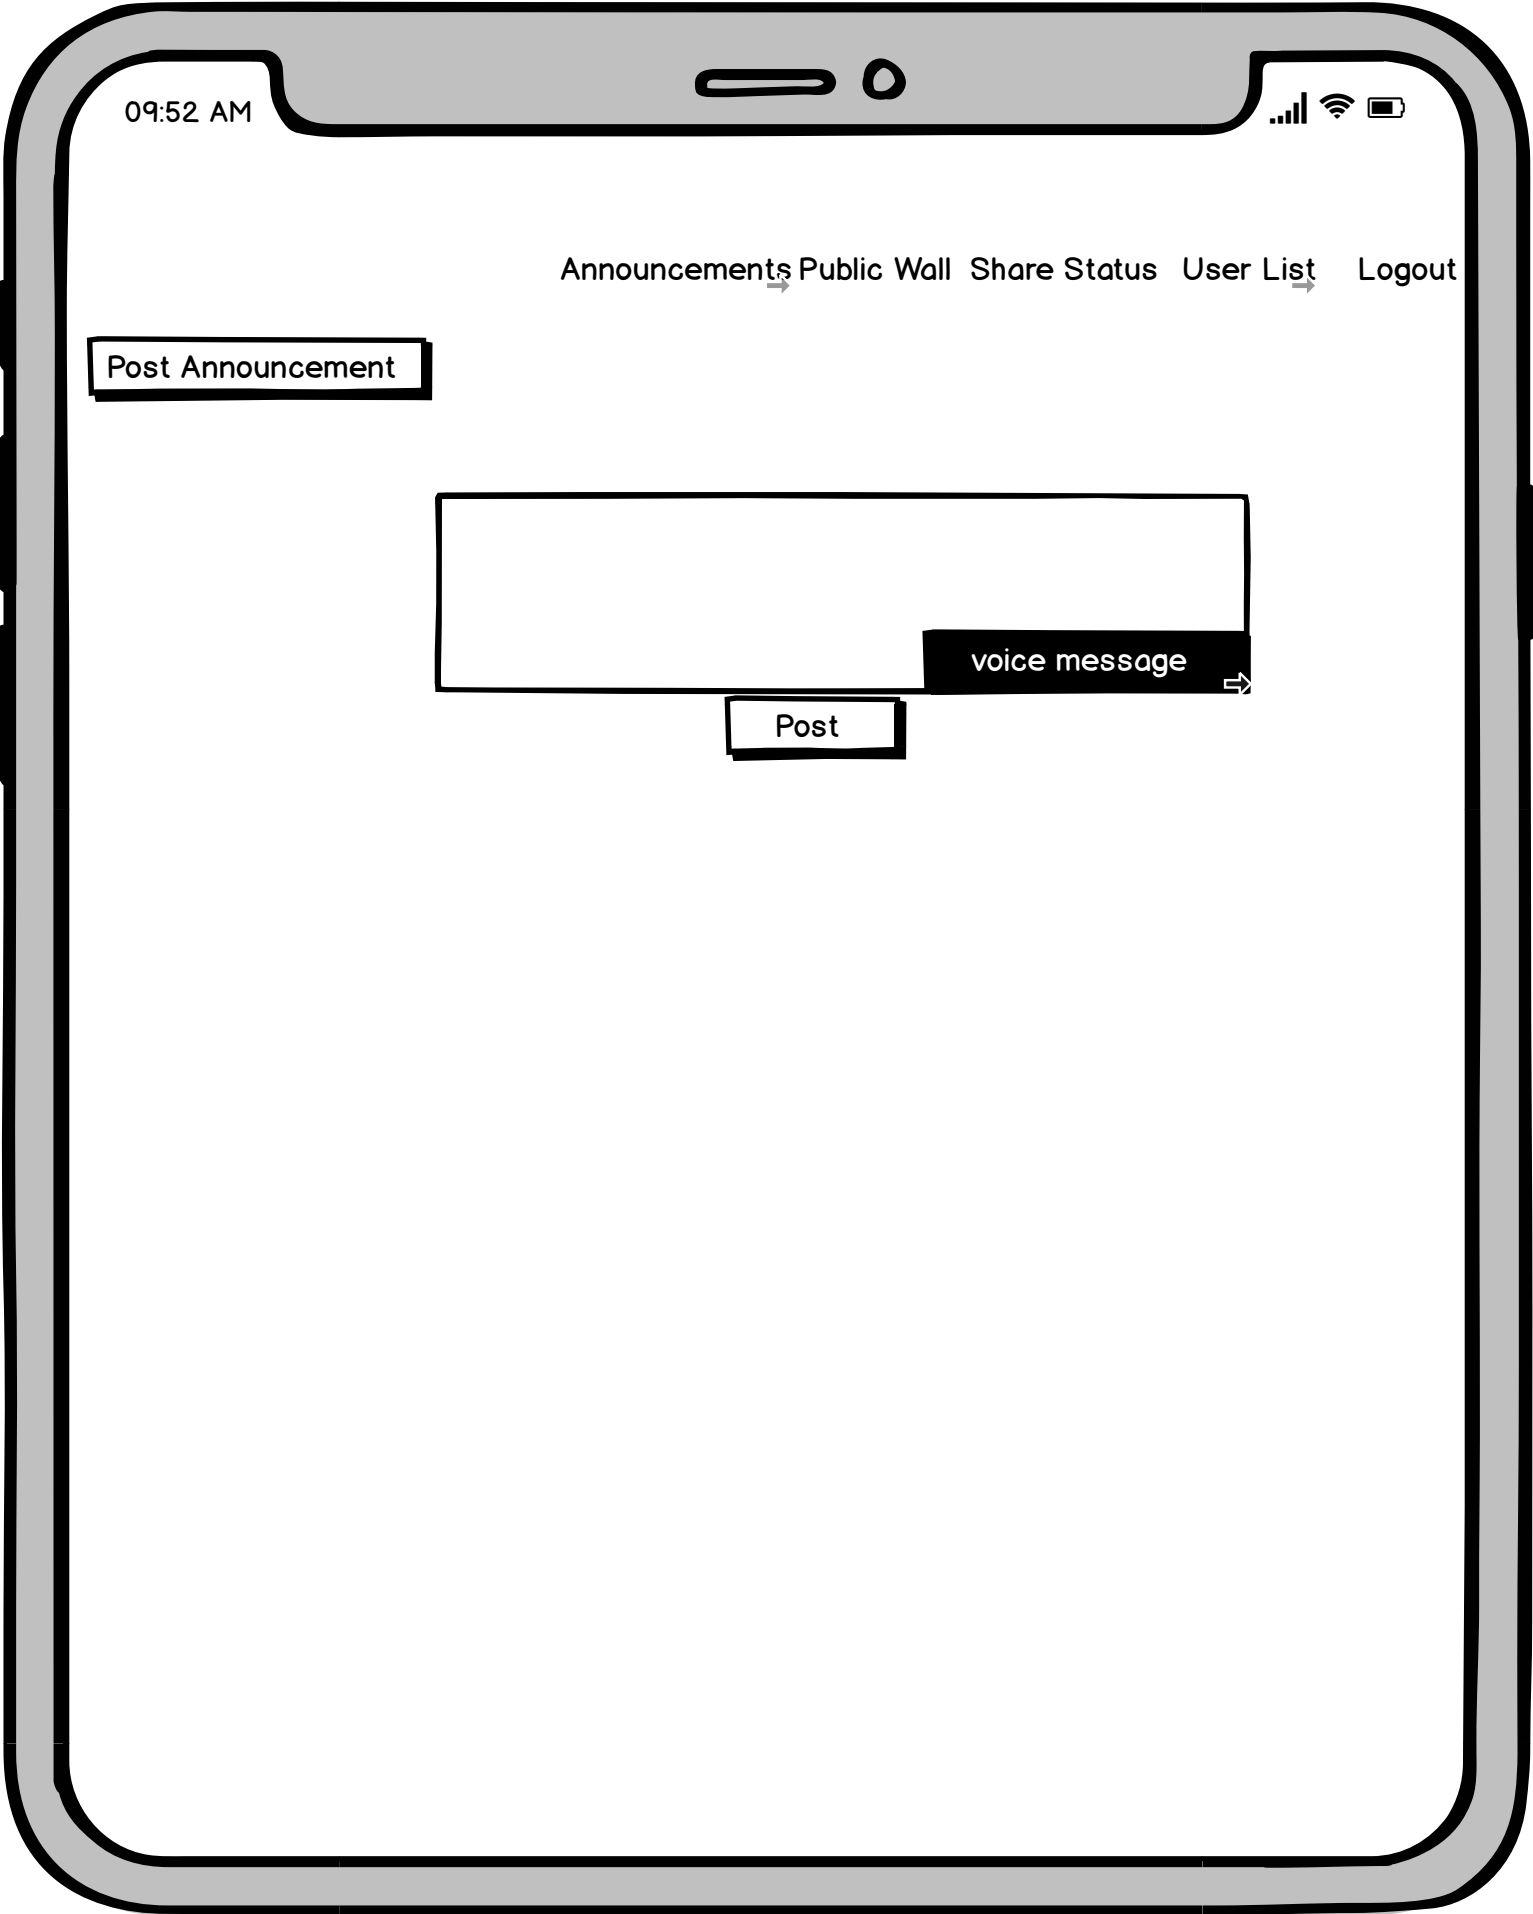 09:52 AM
Announcements Public Wall Share Status User List Logout
Post Announcement
voice message
Post